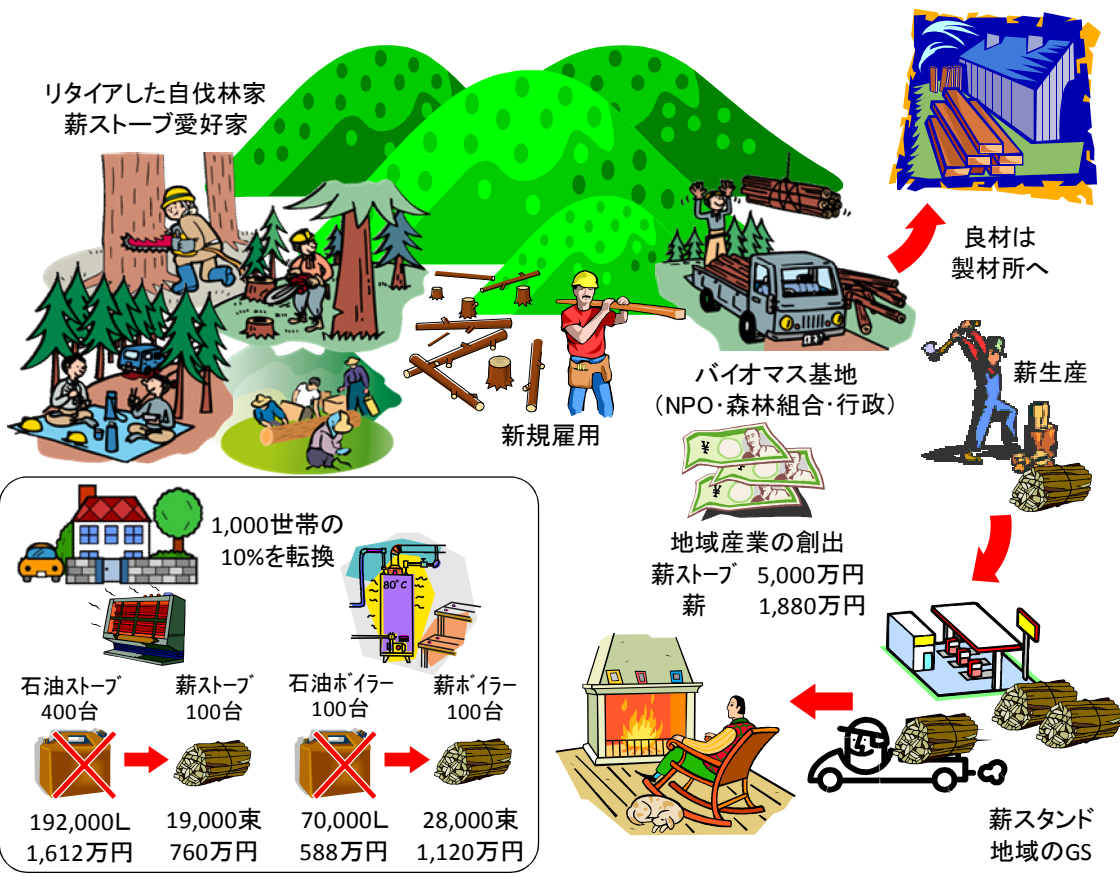 リタイアした自伐林家
薪ストーブ愛好家
良材は
製材所へ
新規雇用
バイオマス基地
（NPO・森林組合・行政）
薪生産
¥
¥
¥
地域産業の創出
薪ｽﾄｰﾌﾞ 5,000万円
薪 1,880万円
1,000世帯の
10%を転換
80°C
石油ｽﾄｰﾌﾞ
400台
薪ｽﾄｰﾌﾞ
100台
石油ﾎﾞｲﾗｰ
100台
薪ﾎﾞｲﾗｰ
100台
192,000L
1,612万円
19,000束
760万円
70,000L
588万円
28,000束
1,120万円
薪スタンド
地域のGS